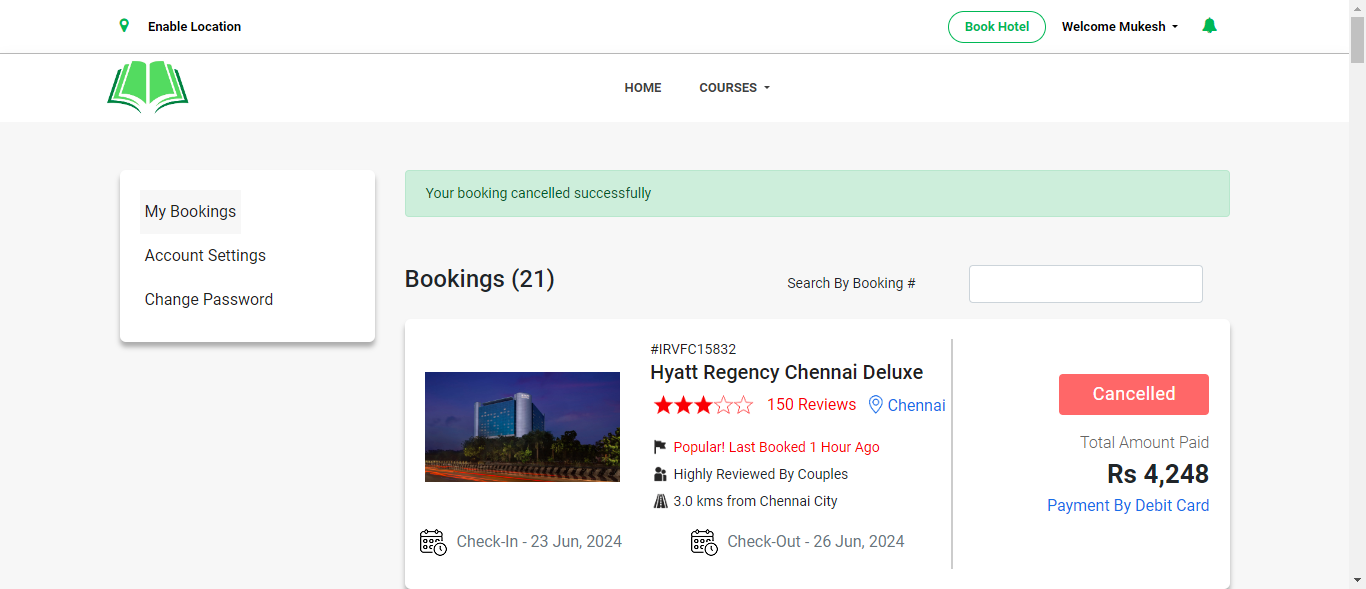 Enable Location
Book Hotel
Welcome Mukesh
HOME
COURSES
My Bookings
Account Settings
Change Password
Your booking cancelled successfully
Bookings (21)
Search By Booking #
#IRVFC15832
Hyatt Regency Chennai Deluxe
150 Reviews
Chennai
Popular! Last Booked 1 Hour Ago
Highly Reviewed By Couples
3.0 kms from Chennai City
Check-In - 23 Jun, 2024
Check-Out - 26 Jun, 2024
Cancelled
Total Amount Paid
Rs 4,248
Payment By Debit Card